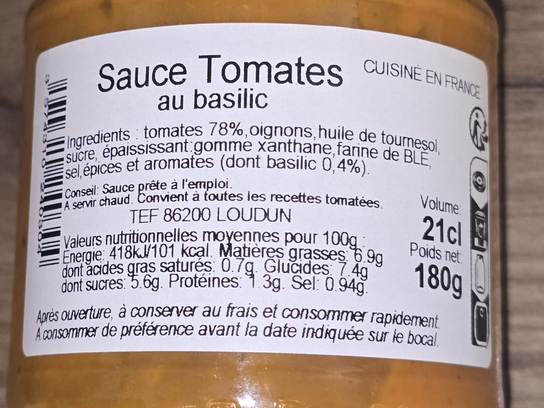 Sauce Tomates
au basilic
CUISINÉ EN FRANCE
Ingredients : tomates 78%,oignons,huile de tournesol,
sucre, épaississant:gomme xanthane,farine de BLE,
sel,épices et aromates (dont basilic 0,4%).
Conseil: Sauce prête à l'emploi.
A servir chaud. Convient à toutes les recettes tomatées.
TEF 86200 LOUDUN
Valeurs nutritionnelles moyennes pour 100g :
Energie: 418kJ/101 kcal. Matières grasses: 6.9g
dont acides gras saturés: 0.7g. Glucides: 7.4g
dont sucres: 5.6g. Protéines: 1.3g. Sel: 0.94g.
Volume:
21cl
Poids net:
180g
Après ouverture, à conserver au frais et consommer rapidement.
A consommer de préférence avant la date indiquée sur le bocal.